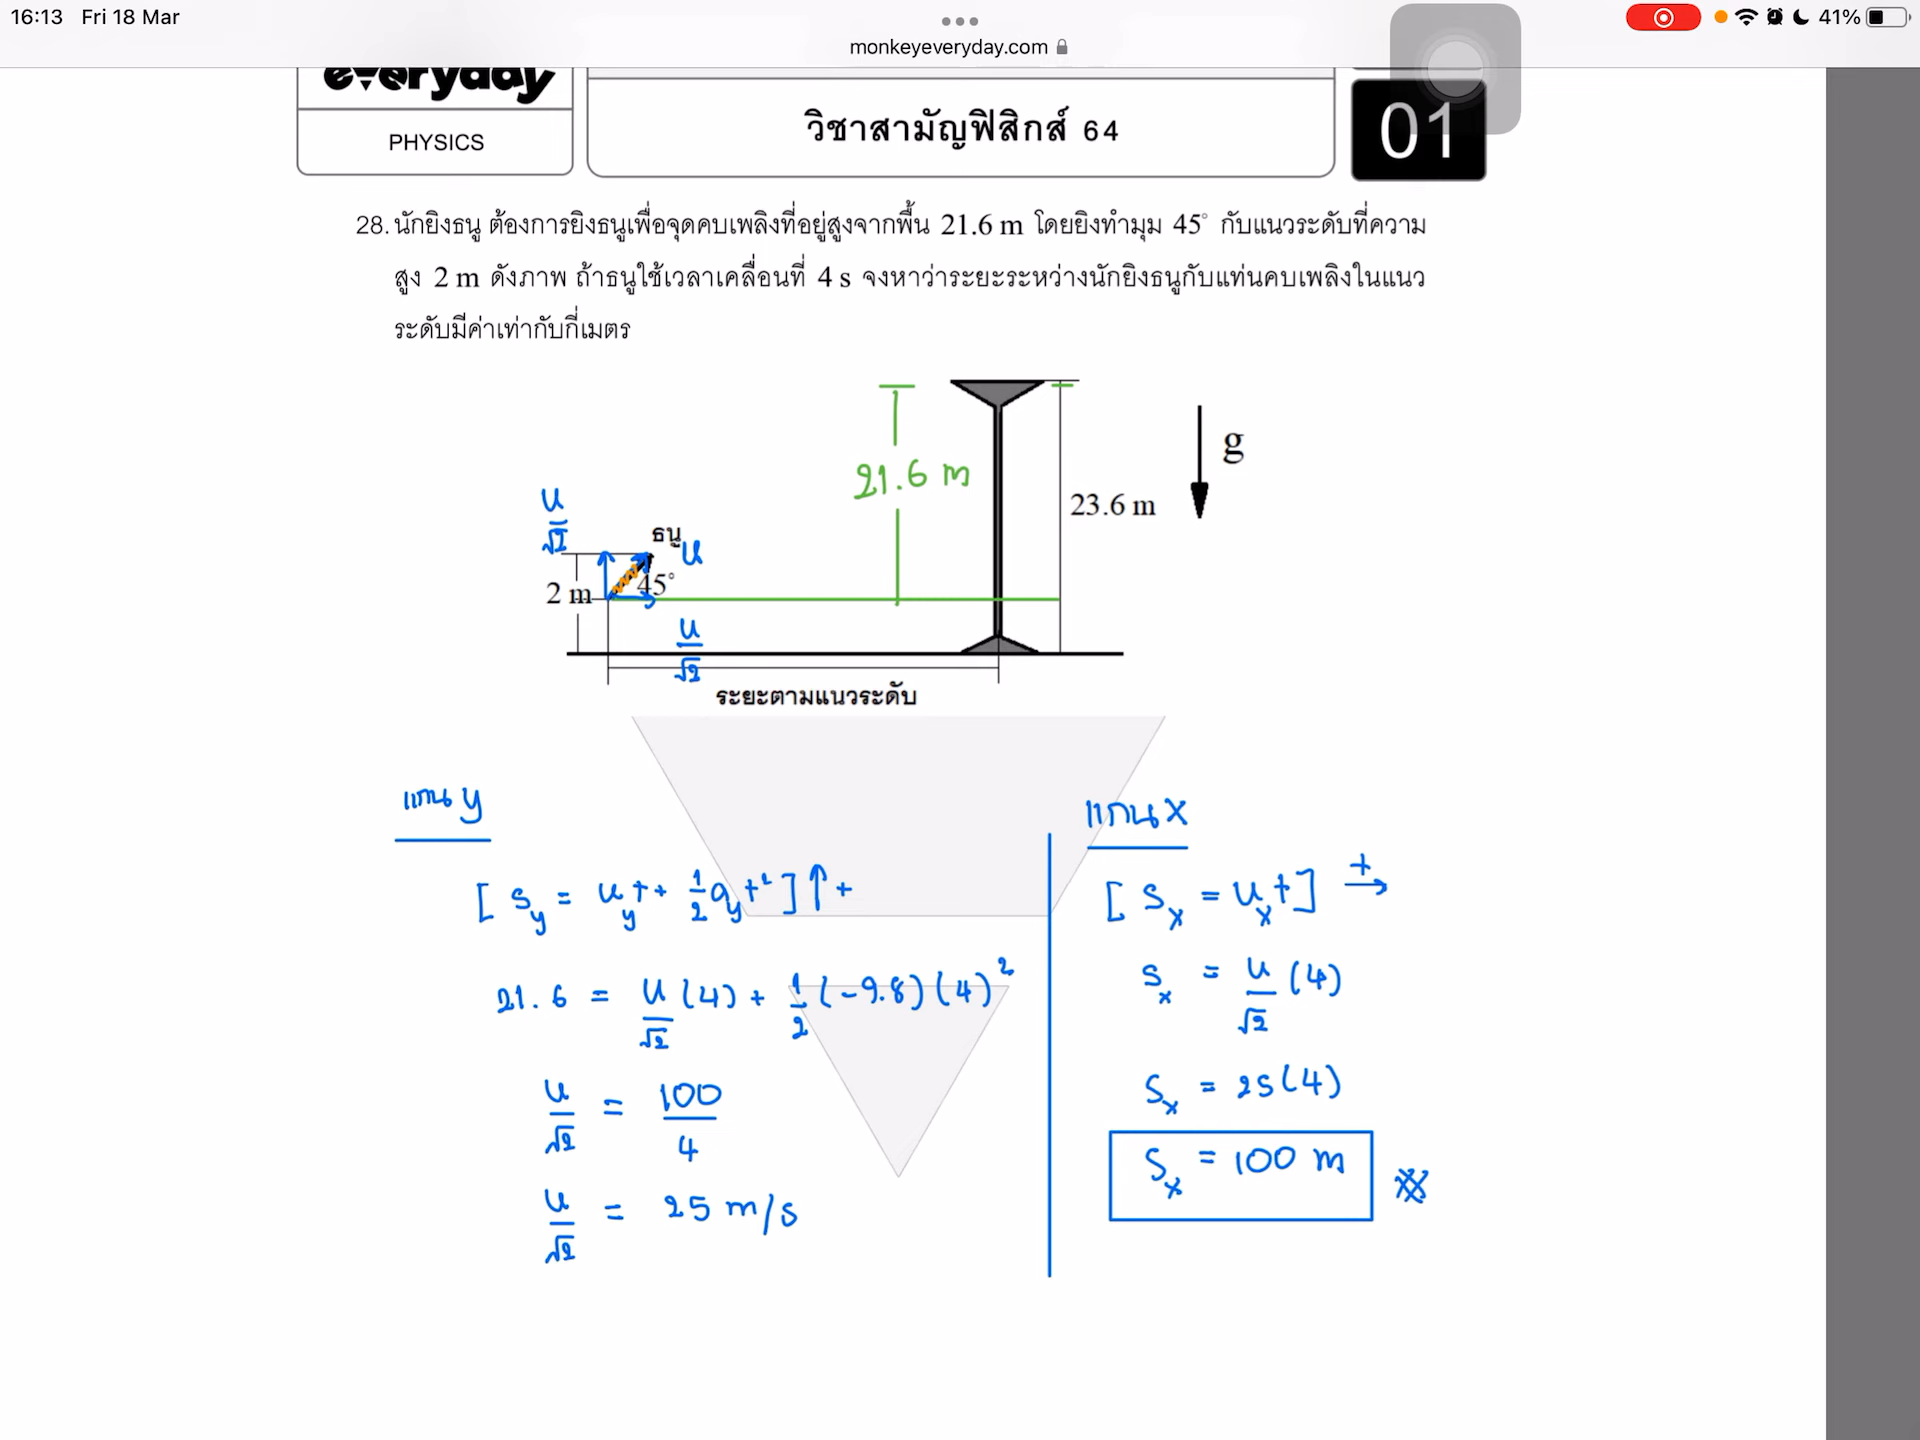 16:13 Fri 18 Mar
41%
monkeyeveryday.com
everyday
PHYSICS
วิชาสามัญฟิสิกส์ 64
01
28. นักยิงธนู ต้องการยิงธนูเพื่อจุดคบเพลิงที่อยู่สูงจากพื้น 21.6 m โดยยิงทำมุม 45° กับแนวระดับที่ความ
สูง 2 m ดังภาพ ถ้าธนูใช้เวลาเคลื่อนที่ 4 s จงหาว่าระยะระหว่างนักยิงธนูกับแท่นคบเพลิงในแนว
ระดับมีค่าเท่ากับกี่เมตร
21.6 m
g
23.6 m
u/√2
ธนู u
45°
2 m
u/√2
ระยะตามแนวระดับ
แกน y
[ Sy = uyt + 1/2 ayt² ] ↑ +
21.6 = u/√2 (4) + 1/2 (-9.8)(4)²
u/√2 = 100/4
u/√2 = 25 m/s
แกน x
[ Sx = uxt ] +→
Sx = u/√2 (4)
Sx = 25(4)
Sx = 100 m